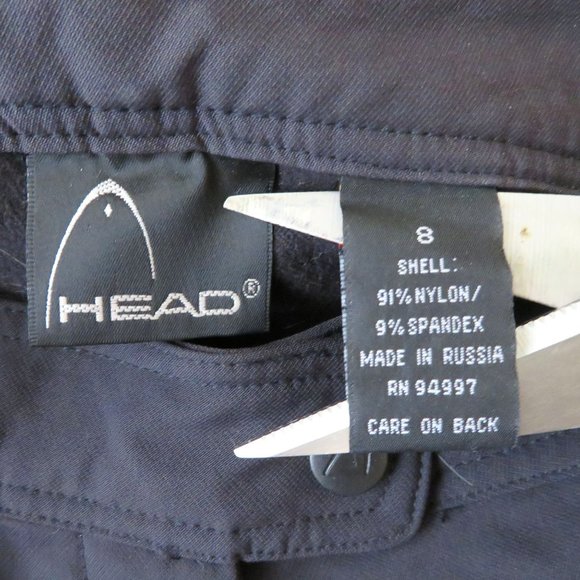 HEAD®
8
SHELL:
91% NYLON/
9% SPANDEX
MADE IN RUSSIA
RN 94997
CARE ON BACK